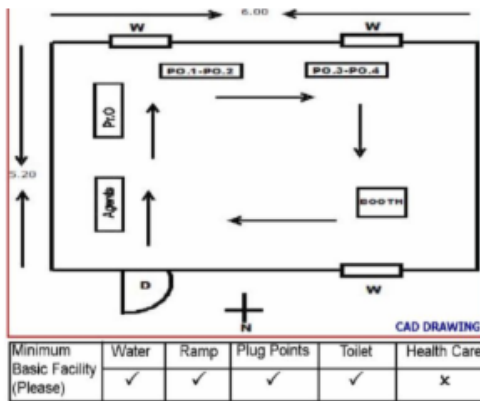 6.00
W
W
PO.1-PO.2
PO.3-PO.4
Pr.O
5.20
Agents
BOOTH
D
W
N
CAD DRAWING
Minimum Basic Facility (Please)
Water
Ramp
Plug Points
Toilet
Health Care
✓
✓
✓
✓
x